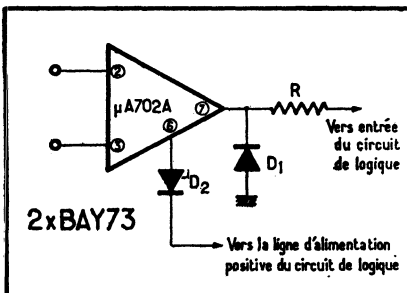 2
µA702A
7
R
3
6
Vers entrée
du circuit
de logique
D1
D2
2xBAY73
Vers la ligne d'alimentation
positive du circuit de logique